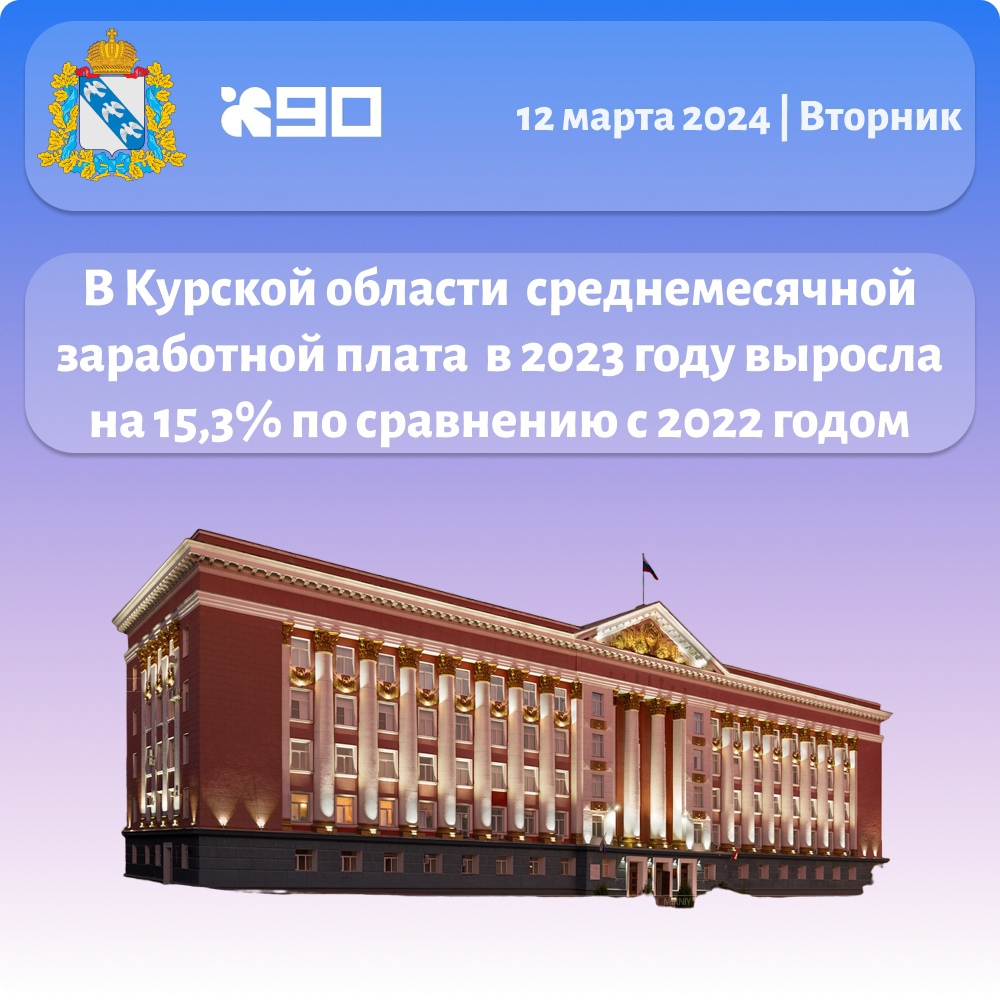 К90
12 марта 2024 | Вторник
В Курской области среднемесячной
заработной плата в 2023 году выросла
на 15,3% по сравнению с 2022 годом